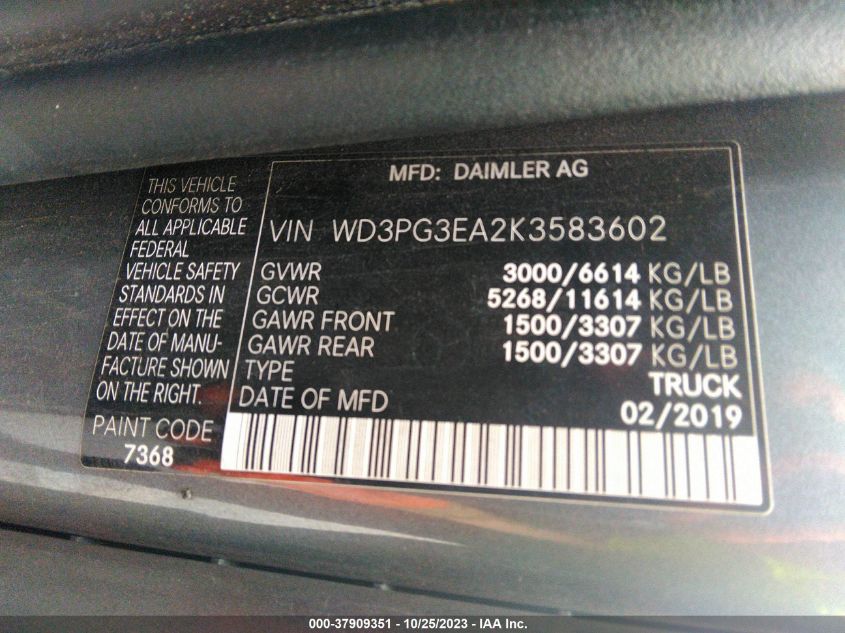 MFD: DAIMLER AG
THIS VEHICLE
CONFORMS TO
ALL APPLICABLE
FEDERAL
VEHICLE SAFETY
STANDARDS IN
EFFECT ON THE
DATE OF MANU-
FACTURE SHOWN
ON THE RIGHT.
PAINT CODE
7368
VIN WD3PG3EA2K3583602
GVWR 3000/6614 KG/LB
GCWR 5268/11614 KG/LB
GAWR FRONT 1500/3307 KG/LB
GAWR REAR 1500/3307 KG/LB
TYPE TRUCK
DATE OF MFD 02/2019
000-37909351 - 10/25/2023 - IAA Inc.